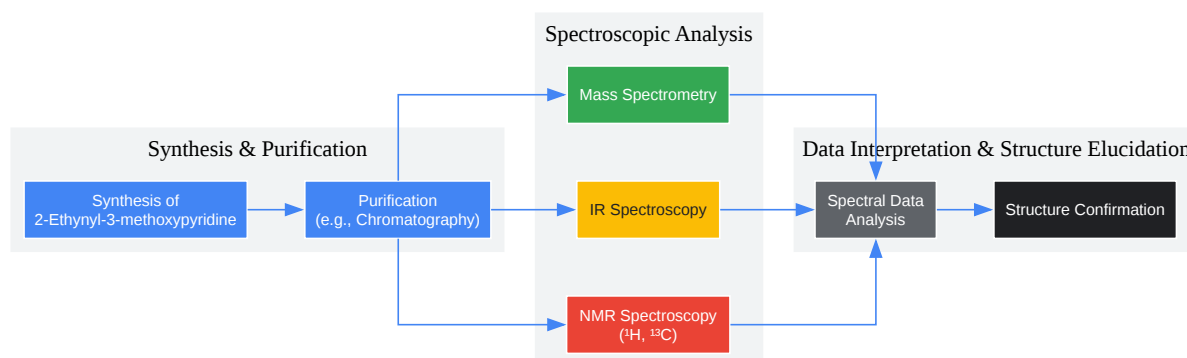 Synthesis & Purification
Synthesis of
2-Ethynyl-3-methoxypyridine
Purification
(e.g., Chromatography)
Spectroscopic Analysis
Mass Spectrometry
IR Spectroscopy
NMR Spectroscopy
(¹H, ¹³C)
Data Interpretation & Structure Elucidation
Spectral Data
Analysis
Structure Confirmation